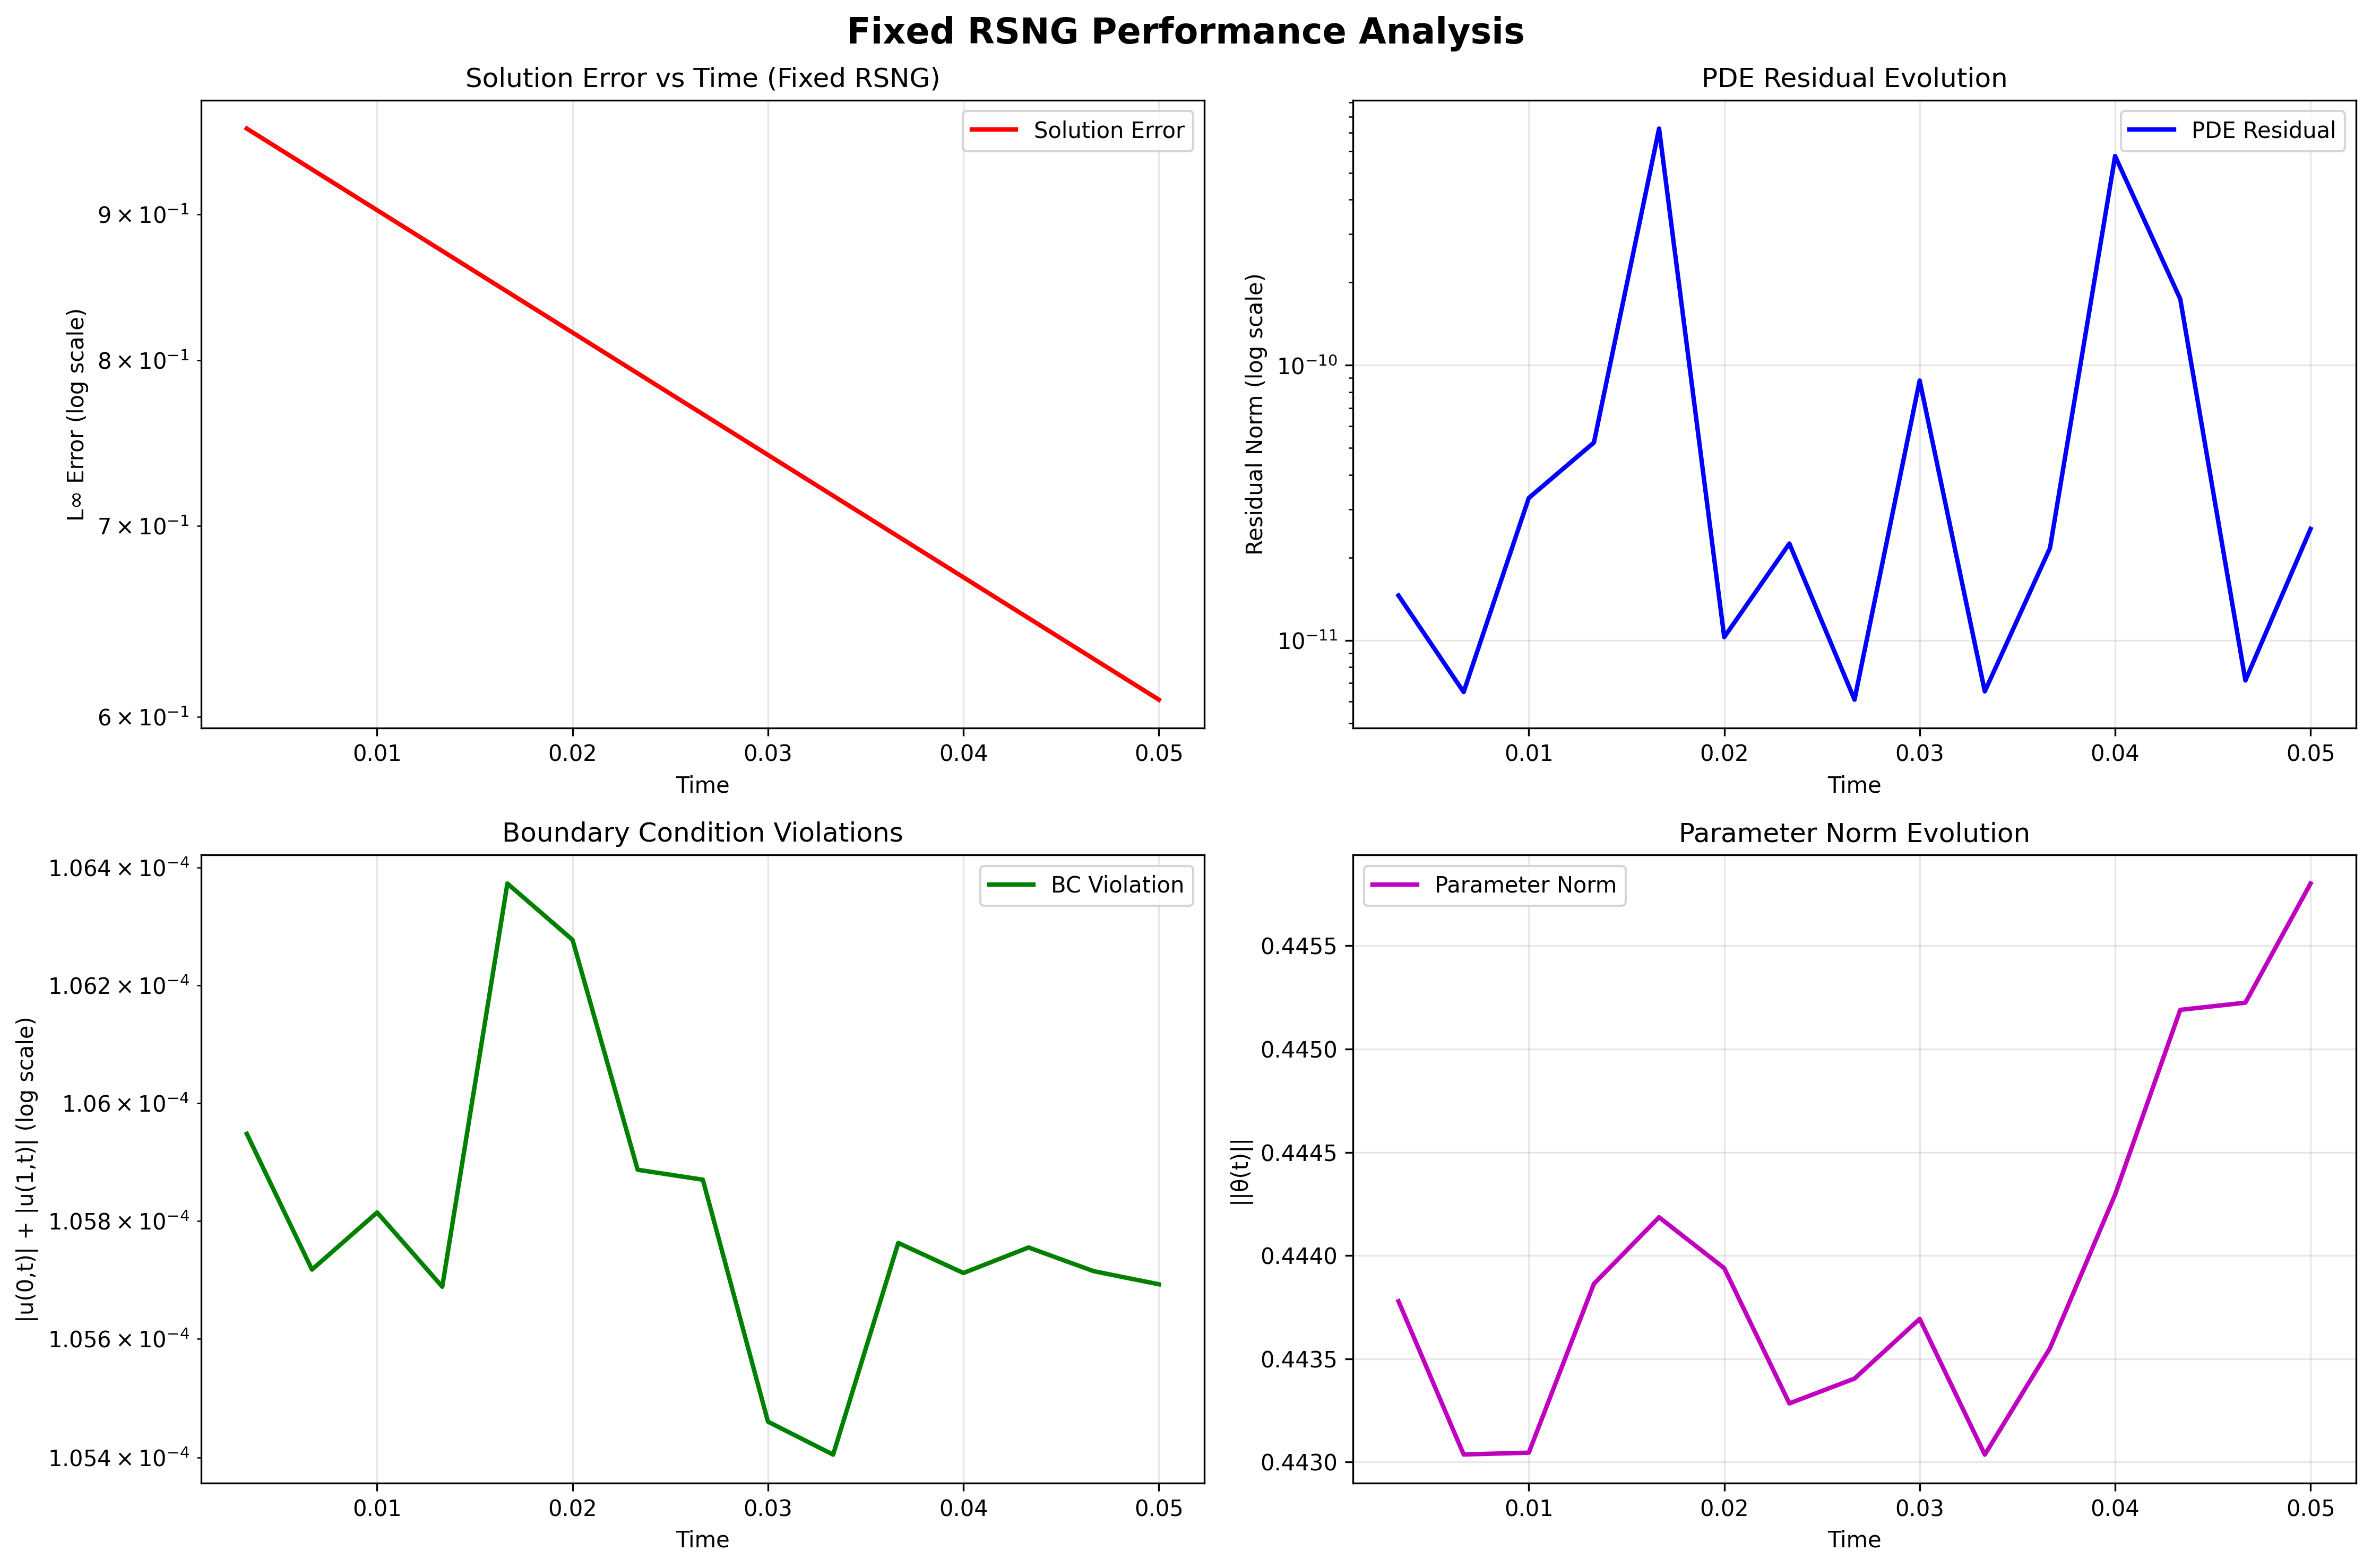 Fixed RSNG Performance Analysis
Solution Error vs Time (Fixed RSNG)
Solution Error
L∞ Error (log scale)
9 × 10⁻¹
8 × 10⁻¹
7 × 10⁻¹
6 × 10⁻¹
0.01 0.02 0.03 0.04 0.05
Time
PDE Residual Evolution
PDE Residual
Residual Norm (log scale)
10⁻¹⁰
10⁻¹¹
0.01 0.02 0.03 0.04 0.05
Time
Boundary Condition Violations
BC Violation
|u(0,t)| + |u(1,t)| (log scale)
1.064 × 10⁻⁴
1.062 × 10⁻⁴
1.06 × 10⁻⁴
1.058 × 10⁻⁴
1.056 × 10⁻⁴
1.054 × 10⁻⁴
0.01 0.02 0.03 0.04 0.05
Time
Parameter Norm Evolution
Parameter Norm
||θ(t)||
0.4455
0.4450
0.4445
0.4440
0.4435
0.4430
0.01 0.02 0.03 0.04 0.05
Time